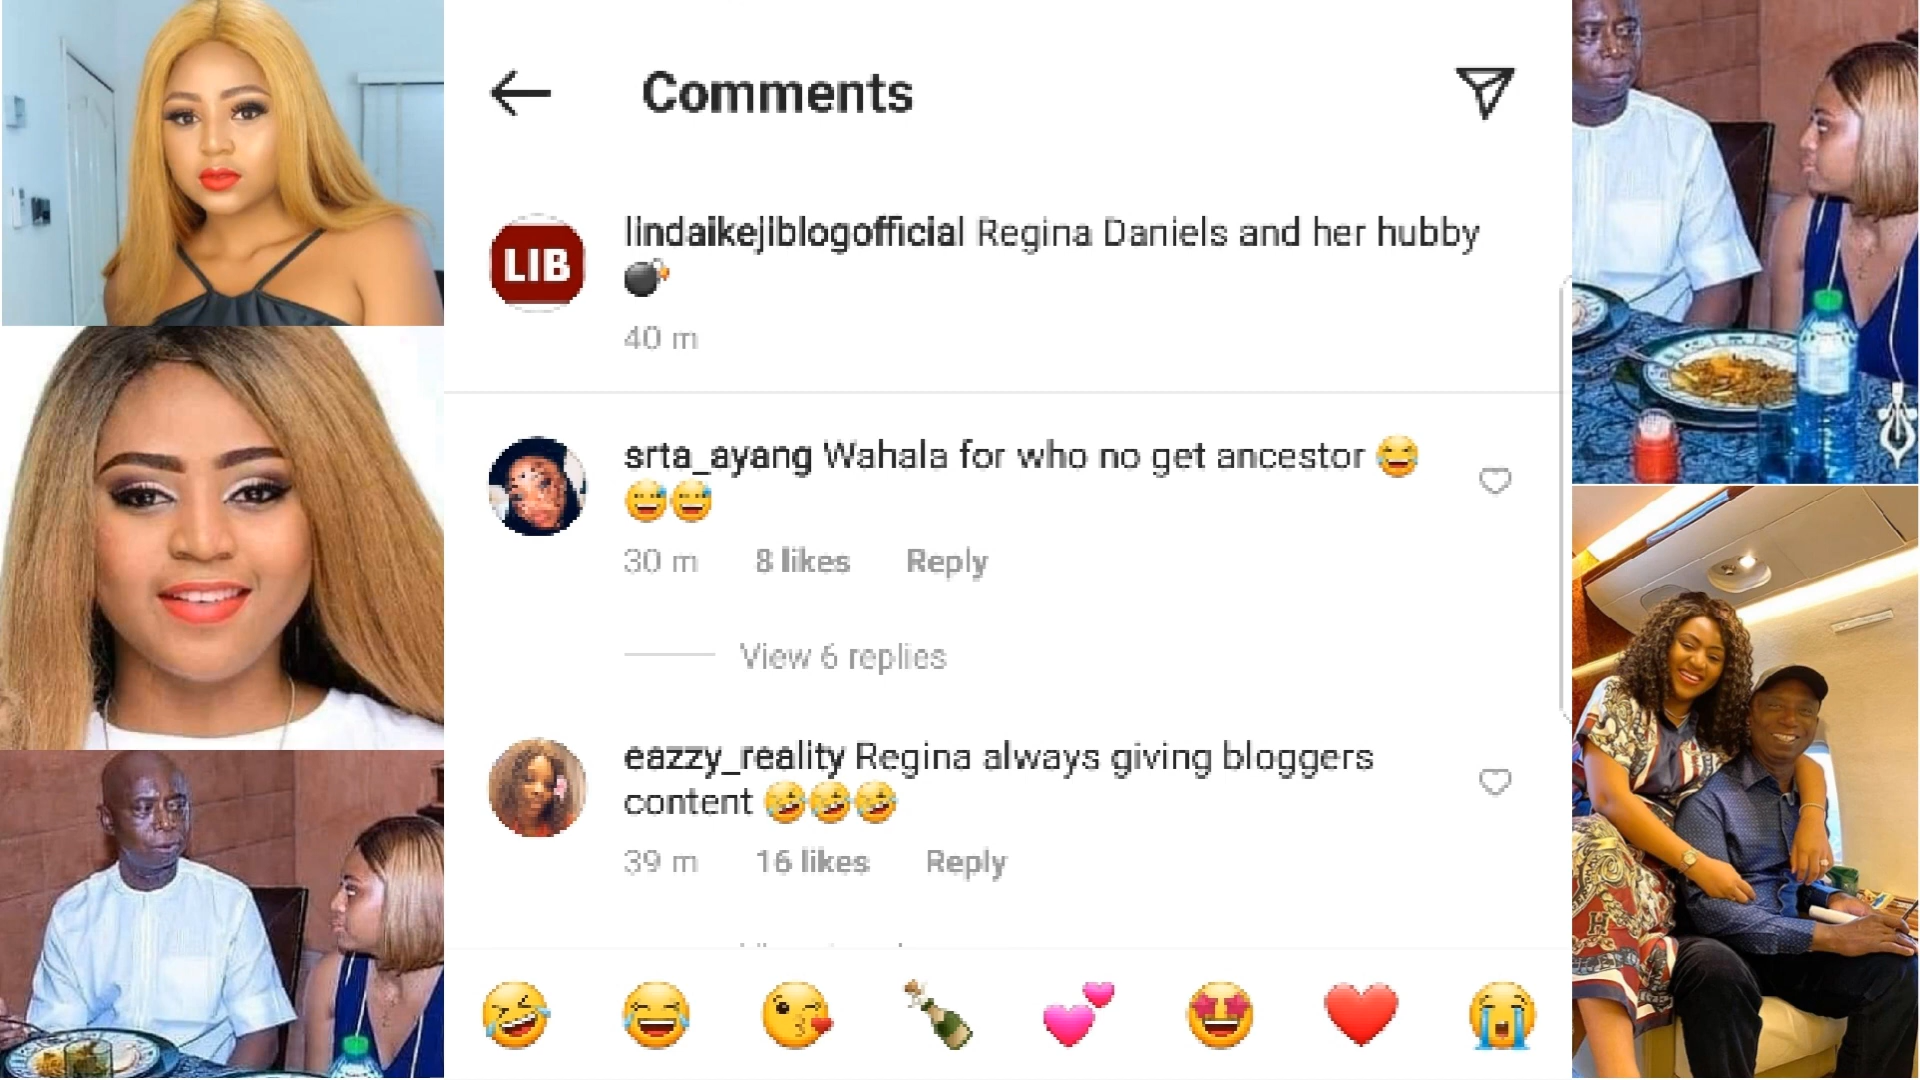 Comments
LIB
lindaikejiblogofficial Regina Daniels and her hubby
💣
40 m
srta_ayang Wahala for who no get ancestor 😂
😅😅
30 m 8 likes Reply
View 6 replies
eazzy_reality Regina always giving bloggers
content 🤣🤣🤣
39 m 16 likes Reply